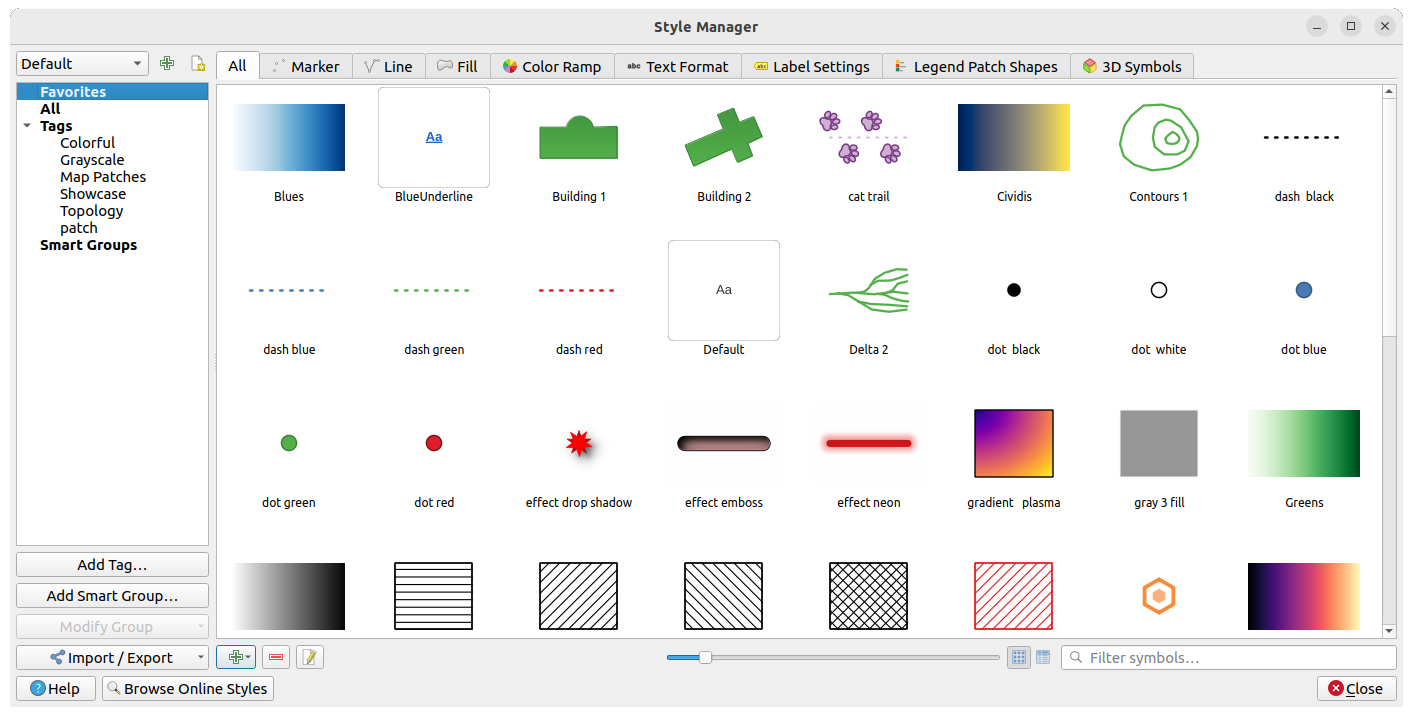 Style Manager
Default
All
Marker
Line
Fill
Color Ramp
abc Text Format
abc Label Settings
Legend Patch Shapes
3D Symbols
Favorites
All
Tags
Colorful
Grayscale
Map Patches
Showcase
Topology
patch
Smart Groups
Aa
Blues
BlueUnderline
Building 1
Building 2
cat trail
Cividis
Contours 1
dash black
Aa
dash blue
dash green
dash red
Default
Delta 2
dot black
dot white
dot blue
dot green
dot red
effect drop shadow
effect emboss
effect neon
gradient plasma
gray 3 fill
Greens
Add Tag…
Add Smart Group…
Modify Group
Import / Export
Filter symbols…
? Help
Browse Online Styles
Close